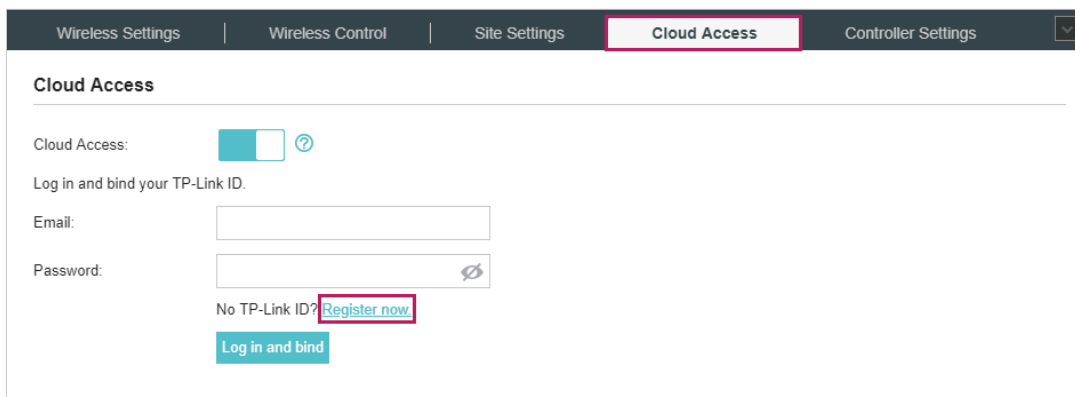 Wireless Settings Wireless Control Site Settings Cloud Access Controller Settings
Cloud Access
Cloud Access: ?
Log in and bind your TP-Link ID.
Email:
Password:
No TP-Link ID? Register now.
Log in and bind